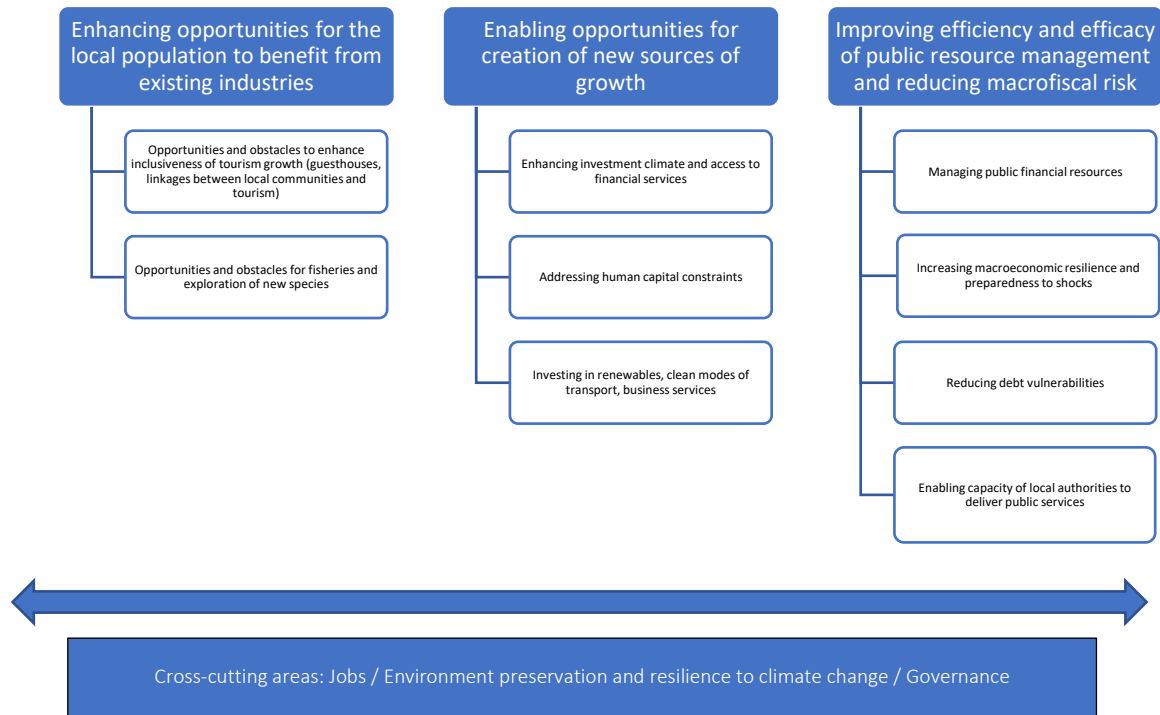 Enhancing opportunities for the
local population to benefit from
existing industries
Opportunities and obstacles to enhance
inclusiveness of tourism growth (guesthouses,
linkages between local communities and
tourism)
Opportunities and obstacles for fisheries and
exploration of new species
Enabling opportunities for
creation of new sources of
growth
Enhancing investment climate and access to
financial services
Addressing human capital constraints
Investing in renewables, clean modes of
transport, business services
Improving efficiency and efficacy
of public resource management
and reducing macrofiscal risk
Managing public financial resources
Increasing macroeconomic resilience and
preparedness to shocks
Reducing debt vulnerabilities
Enabling capacity of local authorities to
deliver public services
Cross-cutting areas: Jobs / Environment preservation and resilience to climate change / Governance